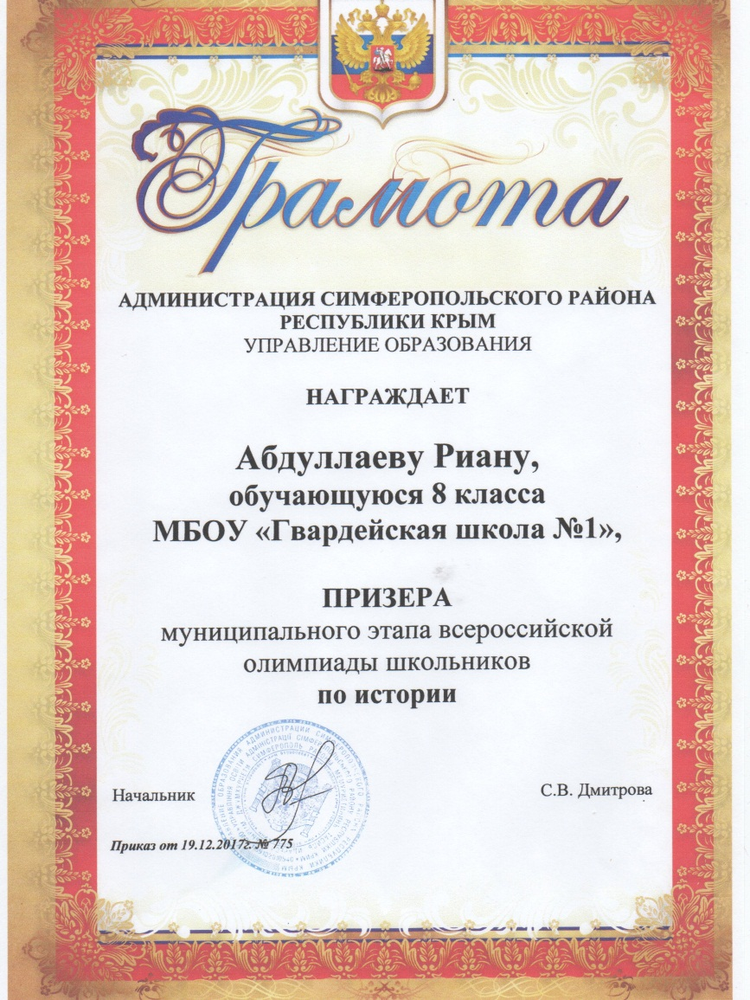 Грамота
АДМИНИСТРАЦИЯ СИМФЕРОПОЛЬСКОГО РАЙОНА
РЕСПУБЛИКИ КРЫМ
УПРАВЛЕНИЕ ОБРАЗОВАНИЯ
НАГРАЖДАЕТ
Абдуллаеву Риану,
обучающуюся 8 класса
МБОУ «Гвардейская школа №1»,
ПРИЗЕРА
муниципального этапа всероссийской
олимпиады школьников
по истории
Начальник
С.В. Дмитрова
Приказ от 19.12.2017г. № 775